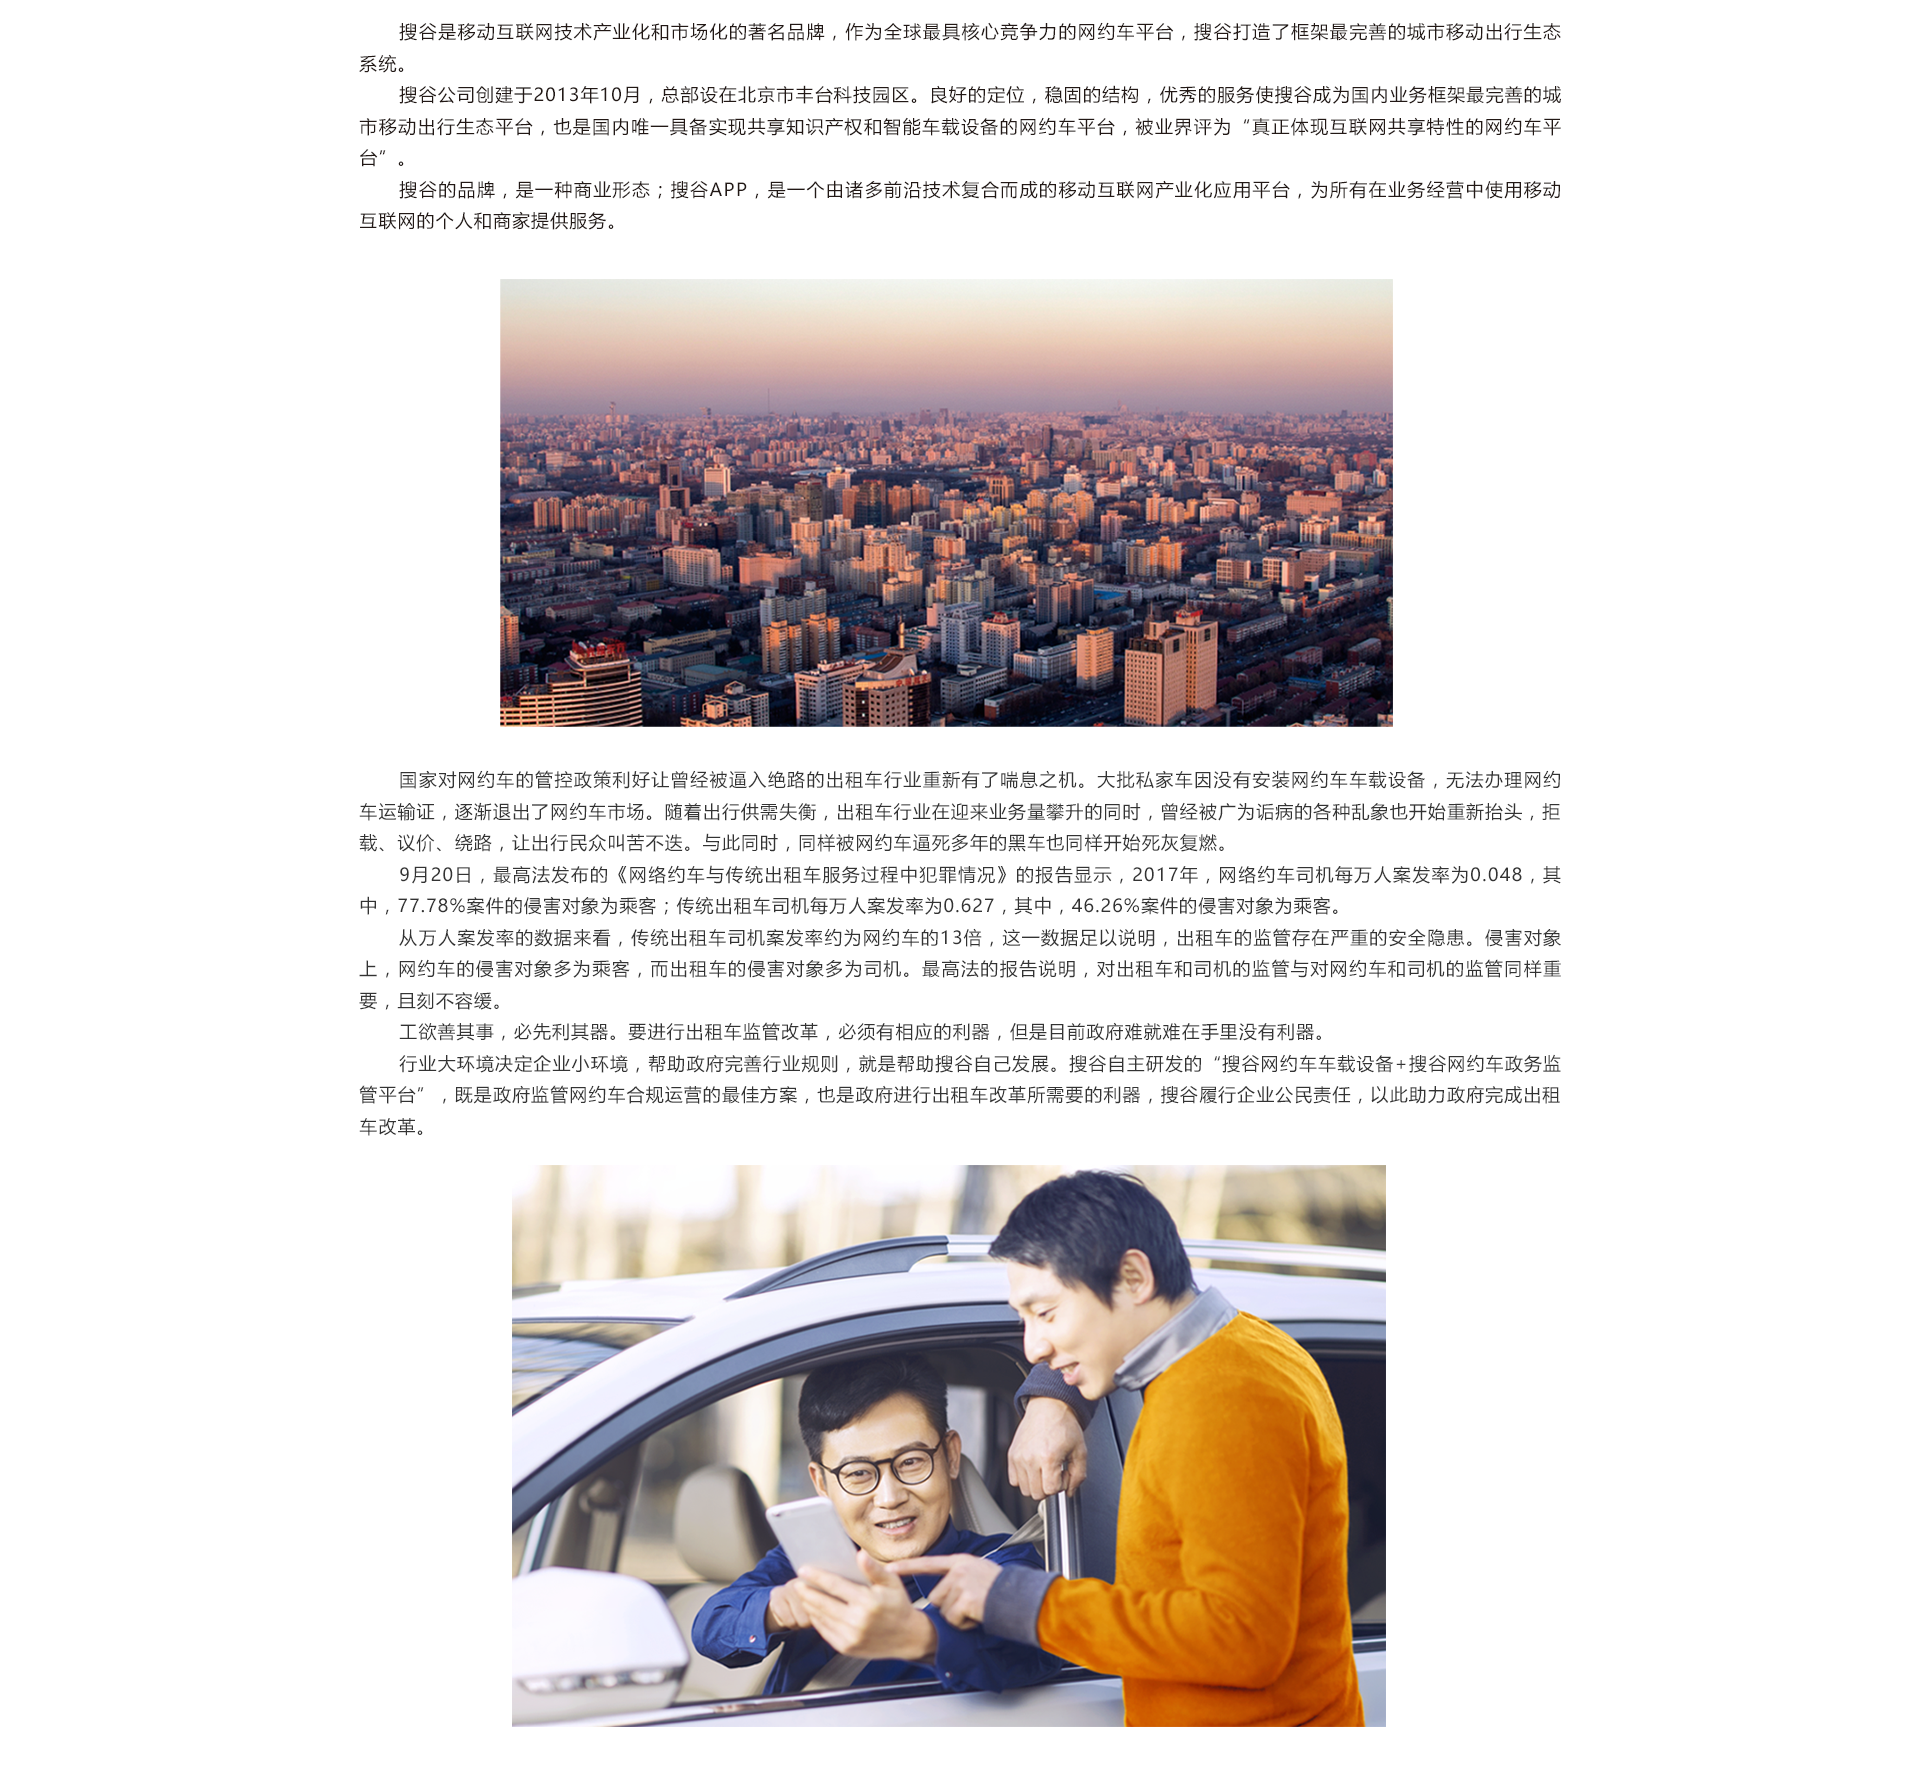 搜谷是移动互联网技术产业化和市场化的著名品牌，作为全球最具核心竞争力的网约车平台，搜谷打造了框架最完善的城市移动出行生态
系统。
搜谷公司创建于2013年10月，总部设在北京市丰台科技园区。良好的定位，稳固的结构，优秀的服务使搜谷成为国内业务框架最完善的城
市移动出行生态平台，也是国内唯一具备实现共享知识产权和智能车载设备的网约车平台，被业界评为“真正体现互联网共享特性的网约车平
台”。
搜谷的品牌，是一种商业形态；搜谷APP，是一个由诸多前沿技术复合而成的移动互联网产业化应用平台，为所有在业务经营中使用移动
互联网的个人和商家提供服务。
国家对网约车的管控政策利好让曾经被逼入绝路的出租车行业重新有了喘息之机。大批私家车因没有安装网约车车载设备，无法办理网约
车运输证，逐渐退出了网约车市场。随着出行供需失衡，出租车行业在迎来业务量攀升的同时，曾经被广为诟病的各种乱象也开始重新抬头，拒
载、议价、绕路，让出行民众叫苦不迭。与此同时，同样被网约车逼死多年的黑车也同样开始死灰复燃。
9月20日，最高法发布的《网络约车与传统出租车服务过程中犯罪情况》的报告显示，2017年，网络约车司机每万人案发率为0.048，其
中，77.78%案件的侵害对象为乘客；传统出租车司机每万人案发率为0.627，其中，46.26%案件的侵害对象为乘客。
从万人案发率的数据来看，传统出租车司机案发率约为网约车的13倍，这一数据足以说明，出租车的监管存在严重的安全隐患。侵害对象
上，网约车的侵害对象多为乘客，而出租车的侵害对象多为司机。最高法的报告说明，对出租车和司机的监管与对网约车和司机的监管同样重
要，且刻不容缓。
工欲善其事，必先利其器。要进行出租车监管改革，必须有相应的利器，但是目前政府难就难在手里没有利器。
行业大环境决定企业小环境，帮助政府完善行业规则，就是帮助搜谷自己发展。搜谷自主研发的“搜谷网约车车载设备+搜谷网约车政务监
管平台”，既是政府监管网约车合规运营的最佳方案，也是政府进行出租车改革所需要的利器，搜谷履行企业公民责任，以此助力政府完成出租
车改革。